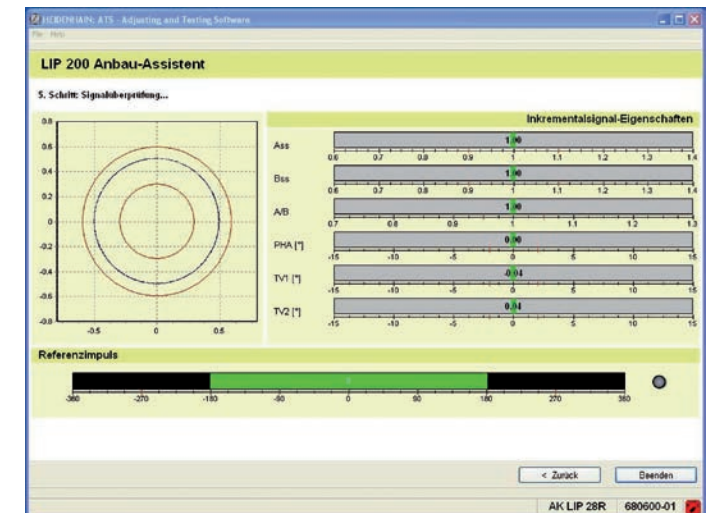 HEIDENHAIN: ATS - Adjusting and Testing Software
File Help
LIP 200 Anbau-Assistent
5. Schritt: Signalüberprüfung...
Inkrementalsignal-Eigenschaften
0.8
0.6
0.4
0.2
0
-0.2
-0.4
-0.6
-0.8
-0.5 0 0.5
Ass 1.00
0.6 0.7 0.8 0.9 1 1.1 1.2 1.3 1.4
Bss 1.00
0.6 0.7 0.8 0.9 1 1.1 1.2 1.3 1.4
A/B 1.00
0.7 0.8 0.9 1 1.1 1.2 1.3
PHA [°] 0.00
-15 -10 -5 0 5 10 15
TV1 [°] -0.04
-15 -10 -5 0 5 10 15
TV2 [°] 0.04
-15 -10 -5 0 5 10 15
Referenzimpuls
-360 -270 -180 -90 0 90 180 270 360
< Zurück Beenden
AK LIP 28R 680600-01